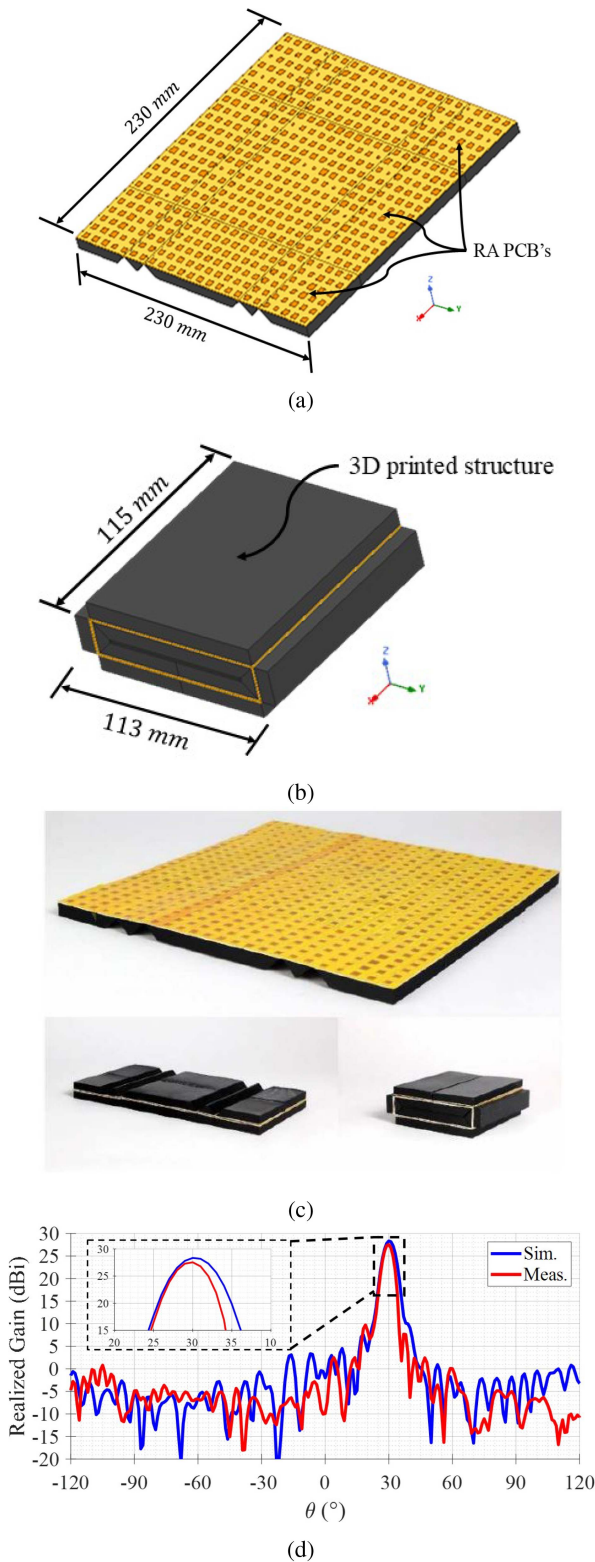 230 mm
230 mm
RA PCB's
Z
X
Y
(a)
3D printed structure
115 mm
113 mm
Z
X
Y
(b)
(c)
30
25
20
15
10
5
0
-5
-10
-15
-20
Realized Gain (dBi)
30
25
20
15
20 25 30 35 10
Sim.
Meas.
-120 -90 -60 -30 0 30 60 90 120
θ (°)
(d)